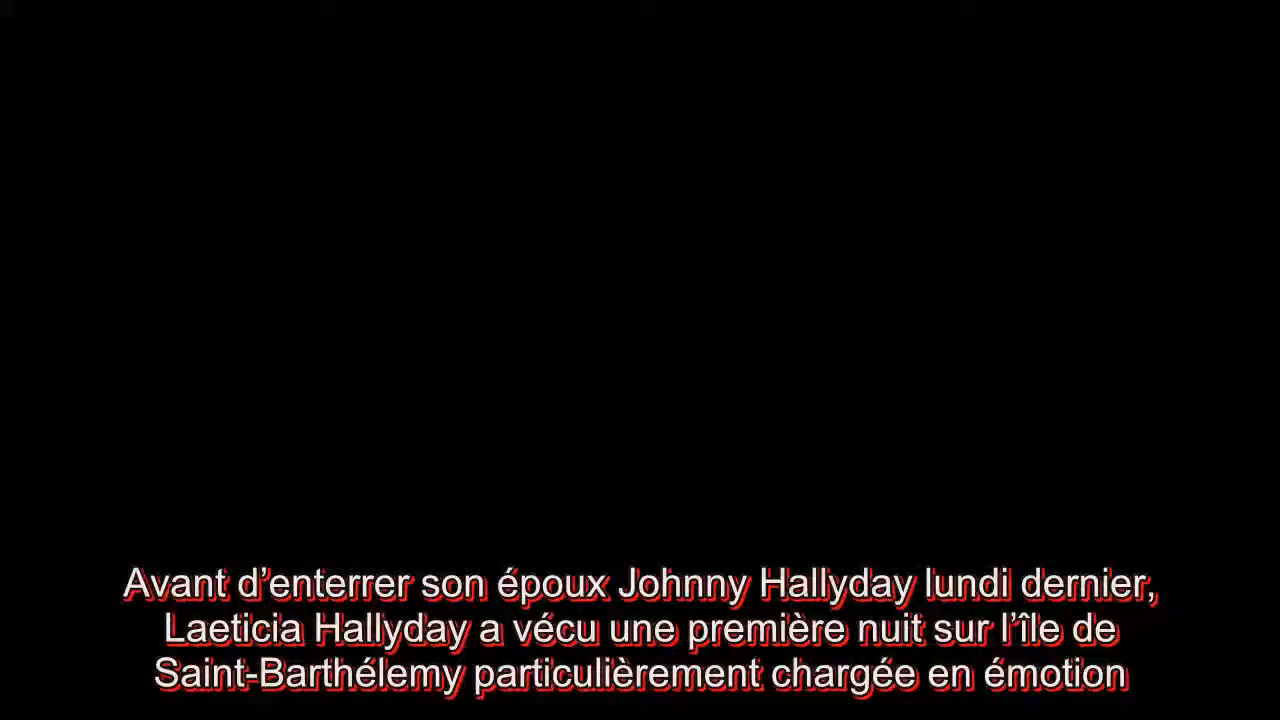 Avant d’enterrer son époux Johnny Hallyday lundi dernier,
Laeticia Hallyday a vécu une première nuit sur l’île de
Saint-Barthélemy particulièrement chargée en émotion